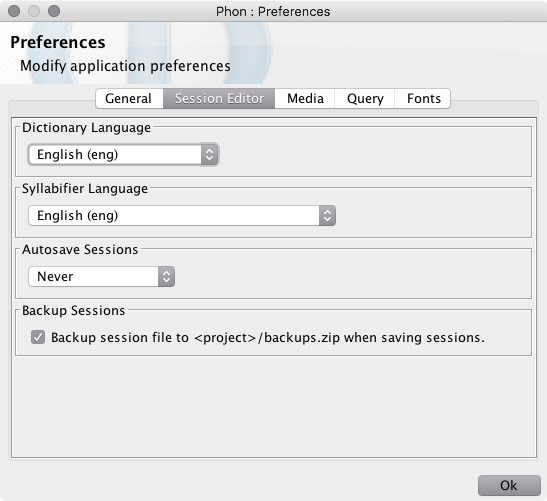 Phon : Preferences
Preferences
Modify application preferences
General Session Editor Media Query Fonts
Dictionary Language
English (eng)
Syllabifier Language
English (eng)
Autosave Sessions
Never
Backup Sessions
Backup session file to <project>/backups.zip when saving sessions.
Ok